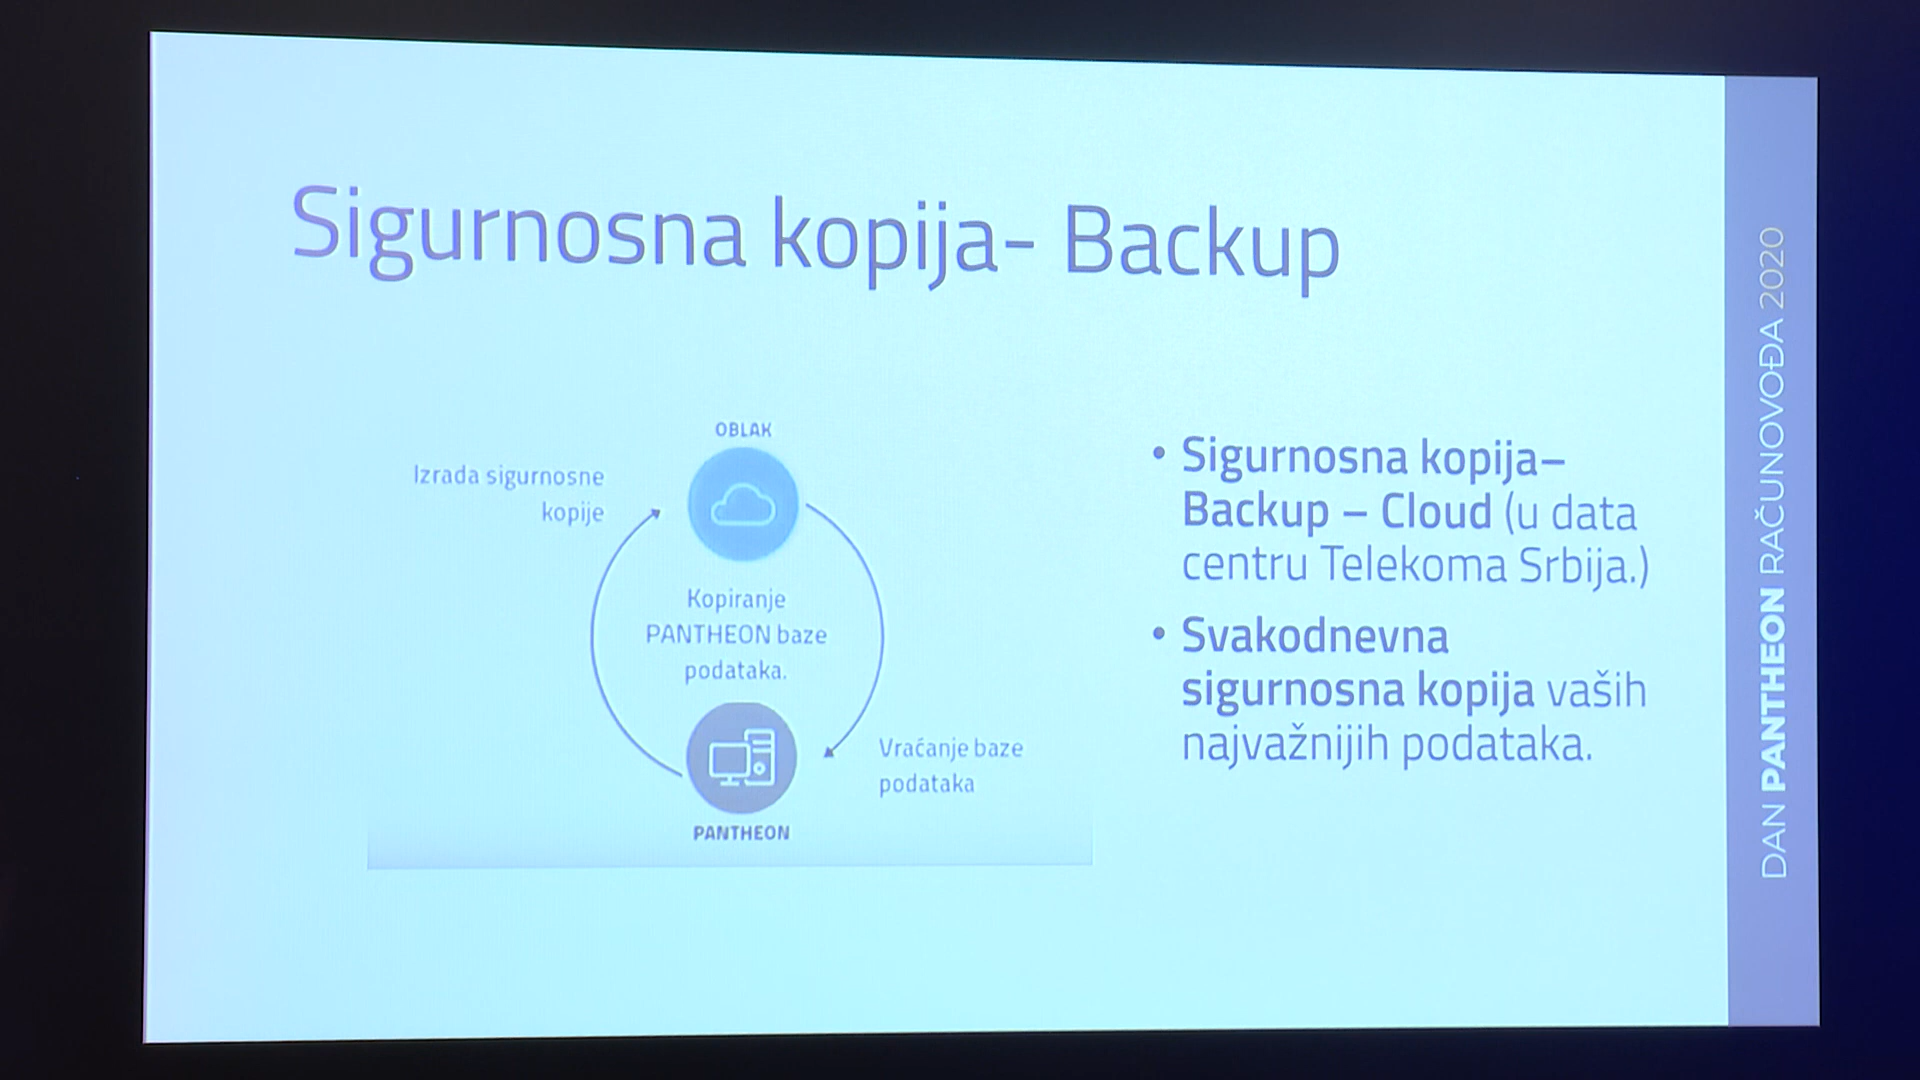 Sigurnosna kopija- Backup
OBLAK
Izrada sigurnosne
kopije
Kopiranje
PANTHEON baze
podataka.
Vraćanje baze
podataka
PANTHEON
• Sigurnosna kopija–
Backup – Cloud (u data
centru Telekoma Srbija.)
• Svakodnevna
sigurnosna kopija vaših
najvažnijih podataka.
DAN PANTHEON RAČUNOVOĐA 2020